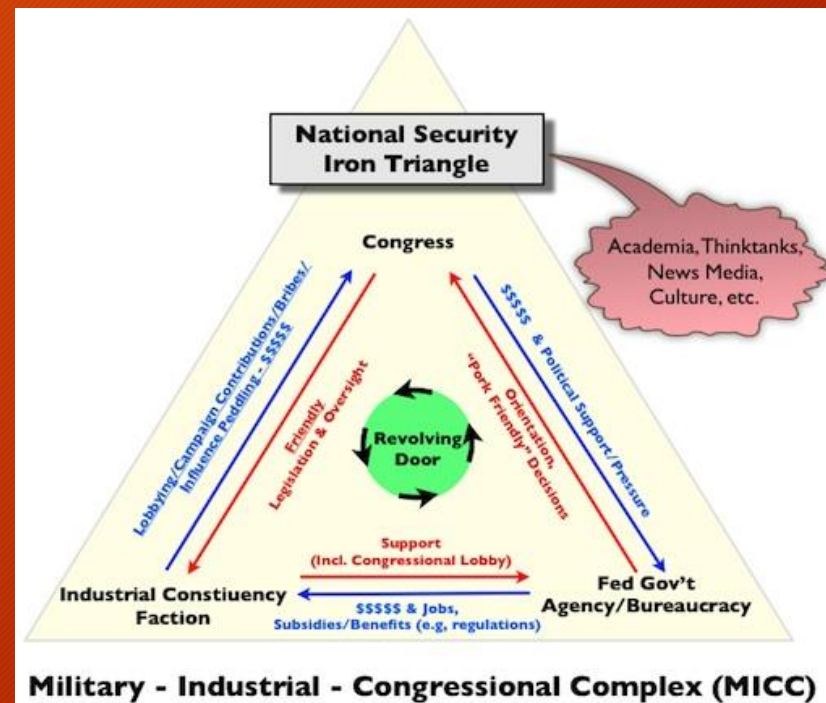 National Security
Iron Triangle
Congress
Academia, Thinktanks,
News Media,
Culture, etc.
Lobbying/Campaign Contributions/Bribes/
Influence Peddling - $$$$$
Friendly
Legislation & Oversight
Revolving
Door
Orientation,
"Pork Friendly" Decisions
$$$$$ & Political Support/Pressure
Support
(Incl. Congressional Lobby)
Industrial Constiuency
Faction
$$$$$ & Jobs,
Subsidies/Benefits (e.g, regulations)
Fed Gov't
Agency/Bureaucracy
Military - Industrial - Congressional Complex (MICC)